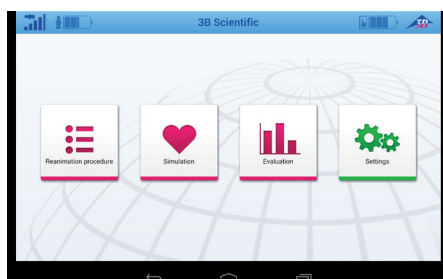 3B Scientific
Reanimation procedure
Simulation
Evaluation
Settings